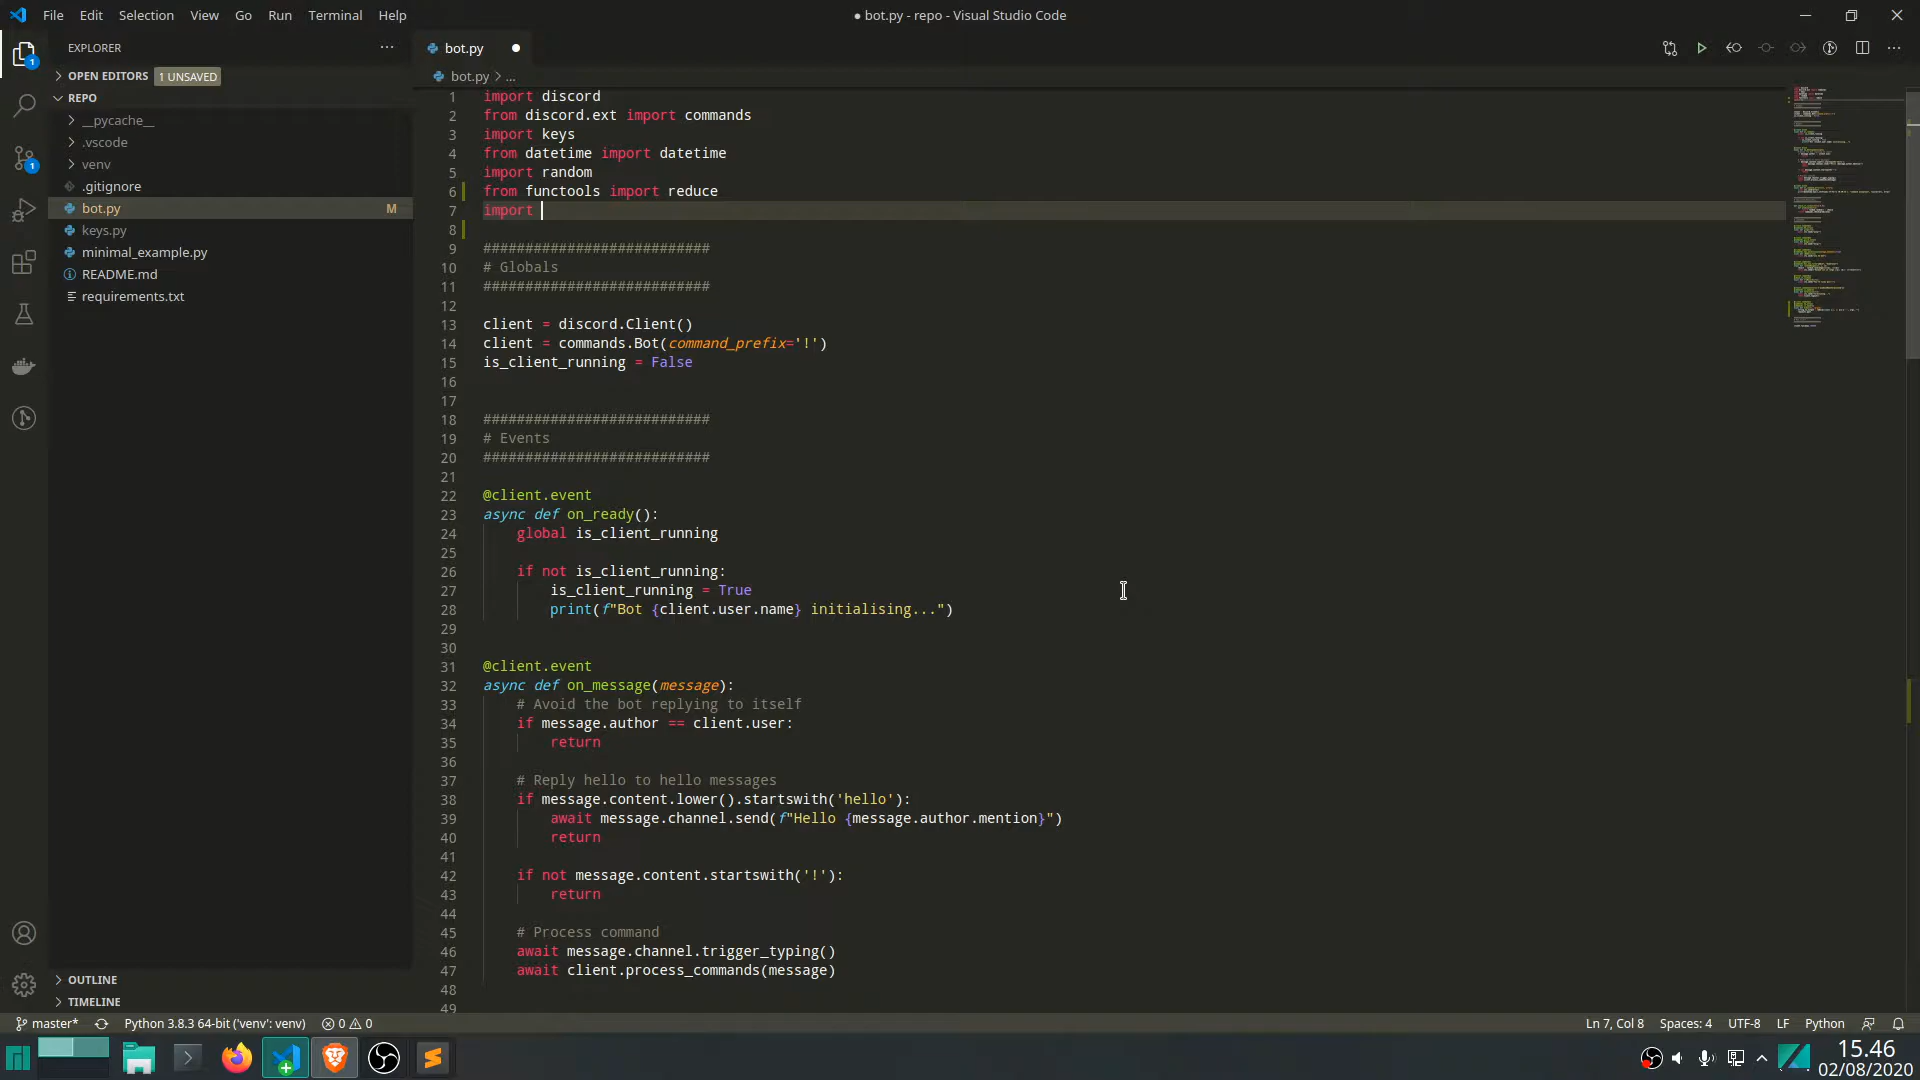 File Edit Selection View Go Run Terminal Help
● bot.py - repo - Visual Studio Code
EXPLORER
OPEN EDITORS 1 UNSAVED
REPO
__pycache__
.vscode
venv
.gitignore
bot.py M
keys.py
minimal_example.py
README.md
requirements.txt
OUTLINE
TIMELINE
1
1
bot.py
bot.py > ...
1 import discord
2 from discord.ext import commands
3 import keys
4 from datetime import datetime
5 import random
6 from functools import reduce
7 import
8
9 ###########################
10 # Globals
11 ###########################
12
13 client = discord.Client()
14 client = commands.Bot(command_prefix='!')
15 is_client_running = False
16
17
18 ###########################
19 # Events
20 ###########################
21
22 @client.event
23 async def on_ready():
24 global is_client_running
25
26 if not is_client_running:
27 is_client_running = True
28 print(f"Bot {client.user.name} initialising...")
29
30
31 @client.event
32 async def on_message(message):
33 # Avoid the bot replying to itself
34 if message.author == client.user:
35 return
36
37 # Reply hello to hello messages
38 if message.content.lower().startswith('hello'):
39 await message.channel.send(f"Hello {message.author.mention}")
40 return
41
42 if not message.content.startswith('!'):
43 return
44
45 # Process command
46 await message.channel.trigger_typing()
47 await client.process_commands(message)
48
49
master* Python 3.8.3 64-bit ('venv': venv) 0 0 Ln 7, Col 8 Spaces: 4 UTF-8 LF Python
15.46
02/08/2020